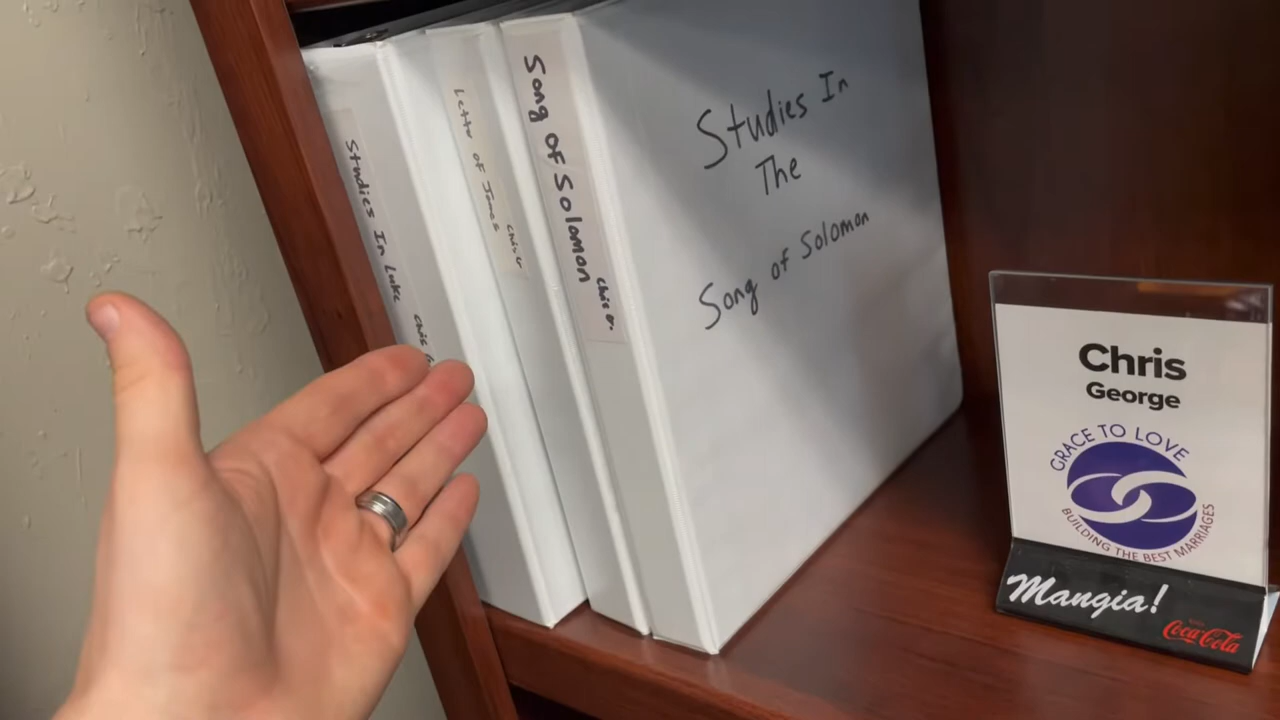 Studies In Luke Chris G
Letter of James Chris G
Song OF Solomon Chris G.
Studies In
The
Song of Solomon
Chris
George
GRACE TO LOVE
BUILDING THE BEST MARRIAGES
Mangia!
Coca-Cola